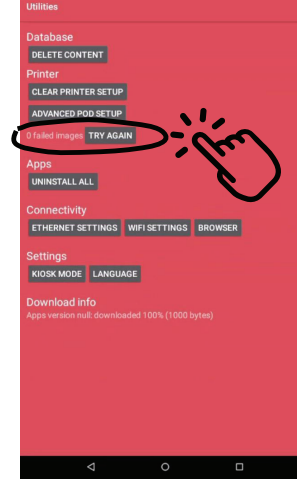 Utilities
Database
DELETE CONTENT
Printer
CLEAR PRINTER SETUP
ADVANCED POD SETUP
0 failed images TRY AGAIN
Apps
UNINSTALL ALL
Connectivity
ETHERNET SETTINGS WIFI SETTINGS BROWSER
Settings
KIOSK MODE LANGUAGE
Download info
Apps version null: downloaded 100% (1000 bytes)